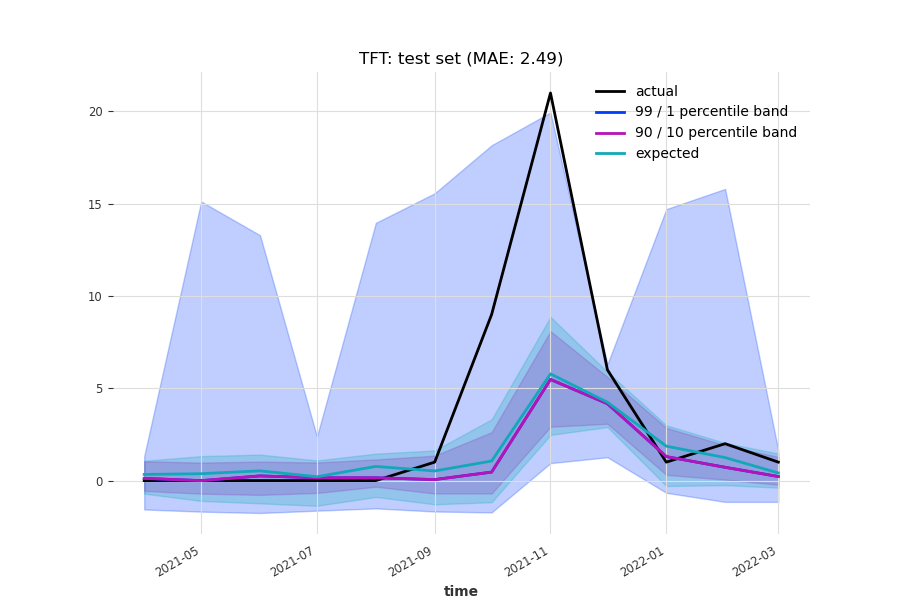 TFT: test set (MAE: 2.49)
actual
99 / 1 percentile band
90 / 10 percentile band
expected
20
15
10
5
0
2021-05
2021-07
2021-09
2021-11
2022-01
2022-03
time